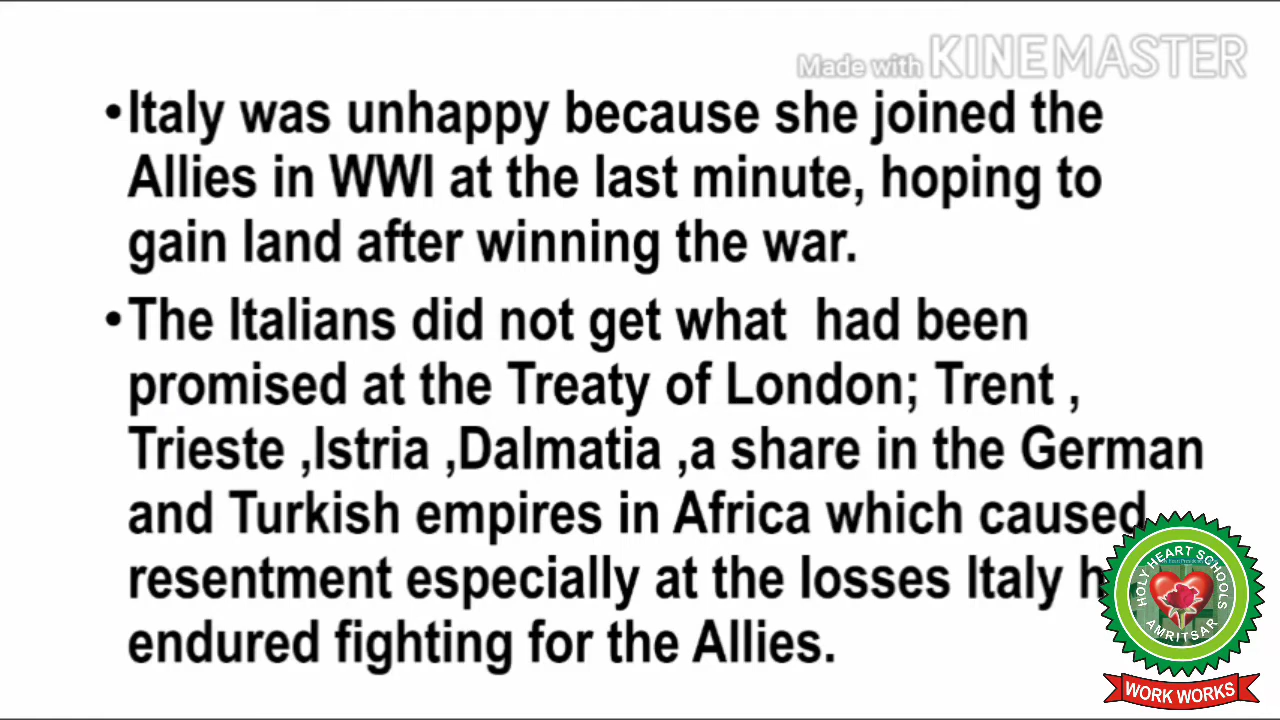 Made with KINEMASTER
•Italy was unhappy because she joined the
Allies in WWI at the last minute, hoping to
gain land after winning the war.
•The Italians did not get what had been
promised at the Treaty of London; Trent ,
Trieste ,Istria ,Dalmatia ,a share in the German
and Turkish empires in Africa which caused
resentment especially at the losses Italy
endured fighting for the Allies.
HOLY HEART SCHOOLS
AMRITSAR
WORK WORKS